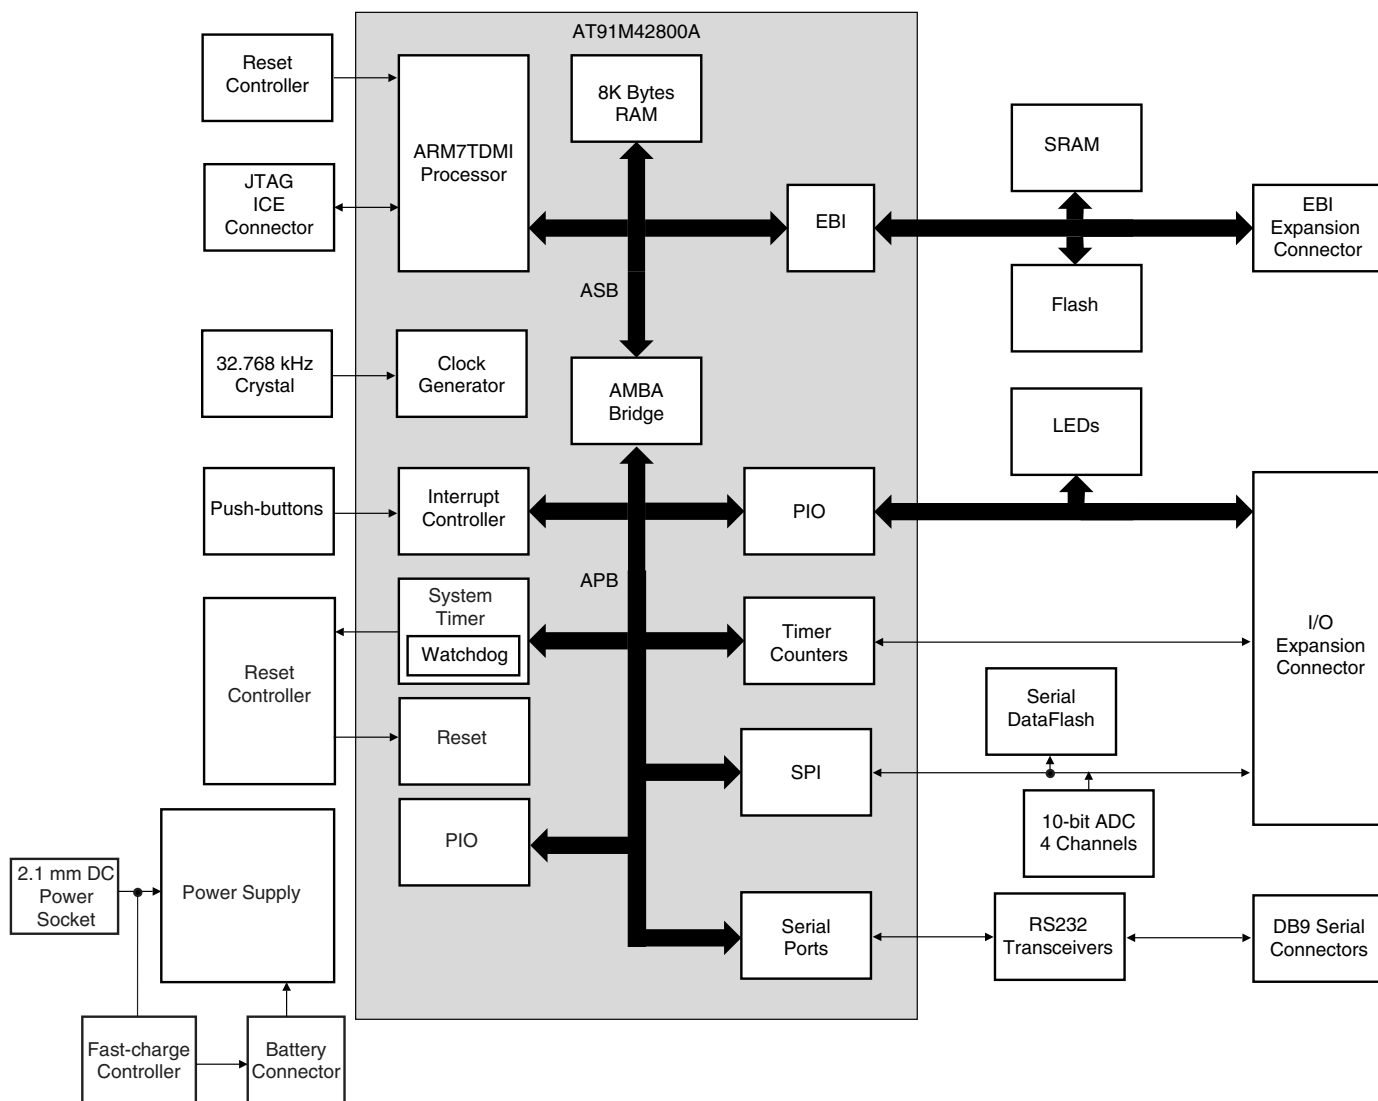 AT91M42800A
Reset
Controller
8K Bytes
RAM
ARM7TDMI
Processor
SRAM
JTAG
ICE
Connector
EBI
EBI
Expansion
Connector
ASB
Flash
32.768 kHz
Crystal
Clock
Generator
AMBA
Bridge
LEDs
Push-buttons
Interrupt
Controller
PIO
APB
System
Timer
Watchdog
Timer
Counters
I/O
Expansion
Connector
Reset
Controller
Serial
DataFlash
Reset
SPI
10-bit ADC
4 Channels
PIO
2.1 mm DC
Power
Socket
Power Supply
Serial
Ports
RS232
Transceivers
DB9 Serial
Connectors
Fast-charge
Controller
Battery
Connector